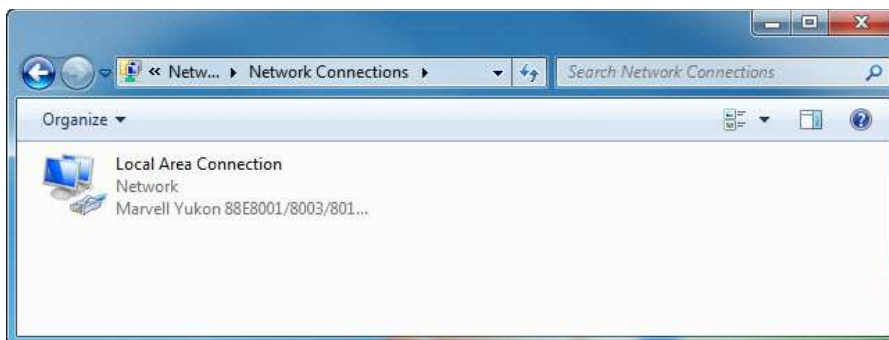 « Netw... Network Connections
Search Network Connections
Organize
Local Area Connection
Network
Marvell Yukon 88E8001/8003/801...